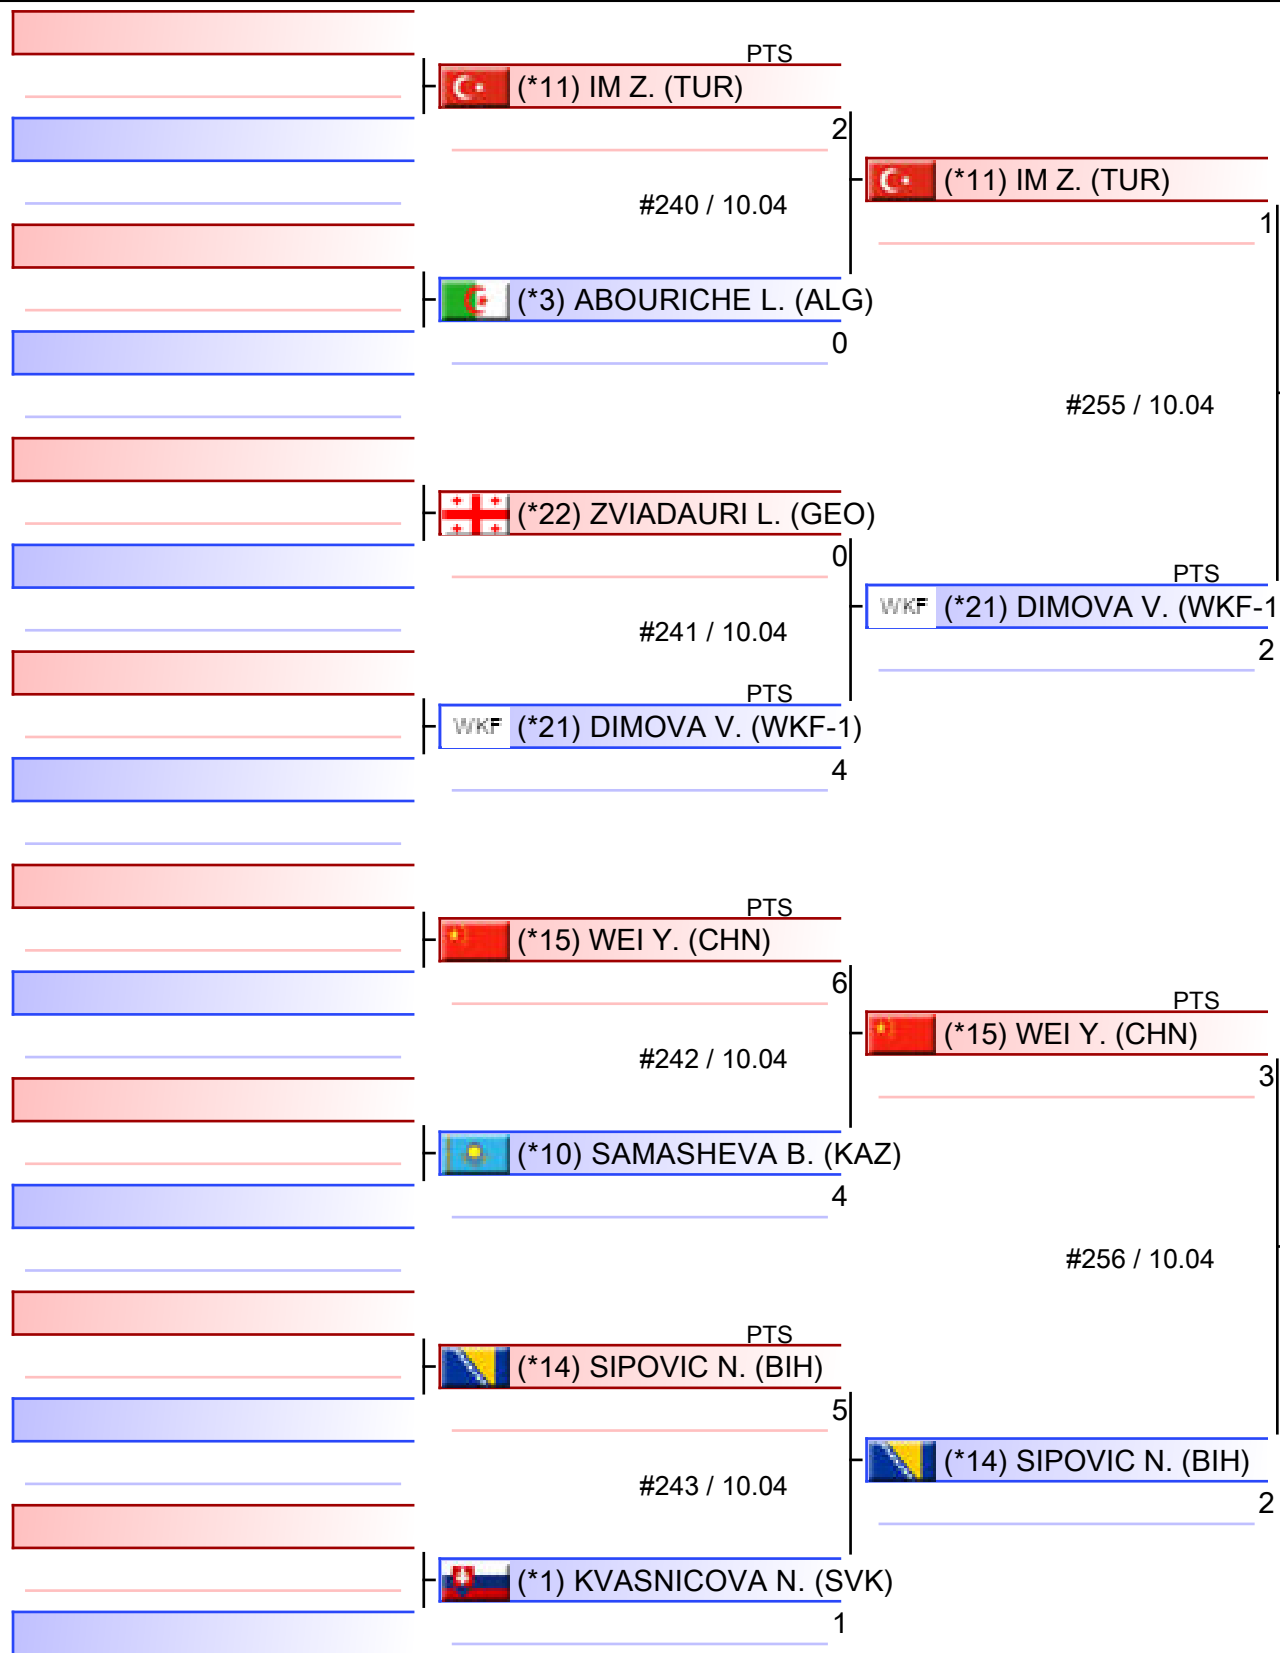 PTS
(*11) IM Z. (TUR)
2
(*11) IM Z. (TUR)
#240 / 10.04
1
(*3) ABOURICHE L. (ALG)
0
#255 / 10.04
(*22) ZVIADAURI L. (GEO)
0
PTS
WKF (*21) DIMOVA V. (WKF-1
#241 / 10.04
2
PTS
WKF (*21) DIMOVA V. (WKF-1)
4
PTS
(*15) WEI Y. (CHN)
6
PTS
(*15) WEI Y. (CHN)
#242 / 10.04
3
(*10) SAMASHEVA B. (KAZ)
4
#256 / 10.04
PTS
(*14) SIPOVIC N. (BIH)
5
(*14) SIPOVIC N. (BIH)
#243 / 10.04
2
(*1) KVASNICOVA N. (SVK)
1